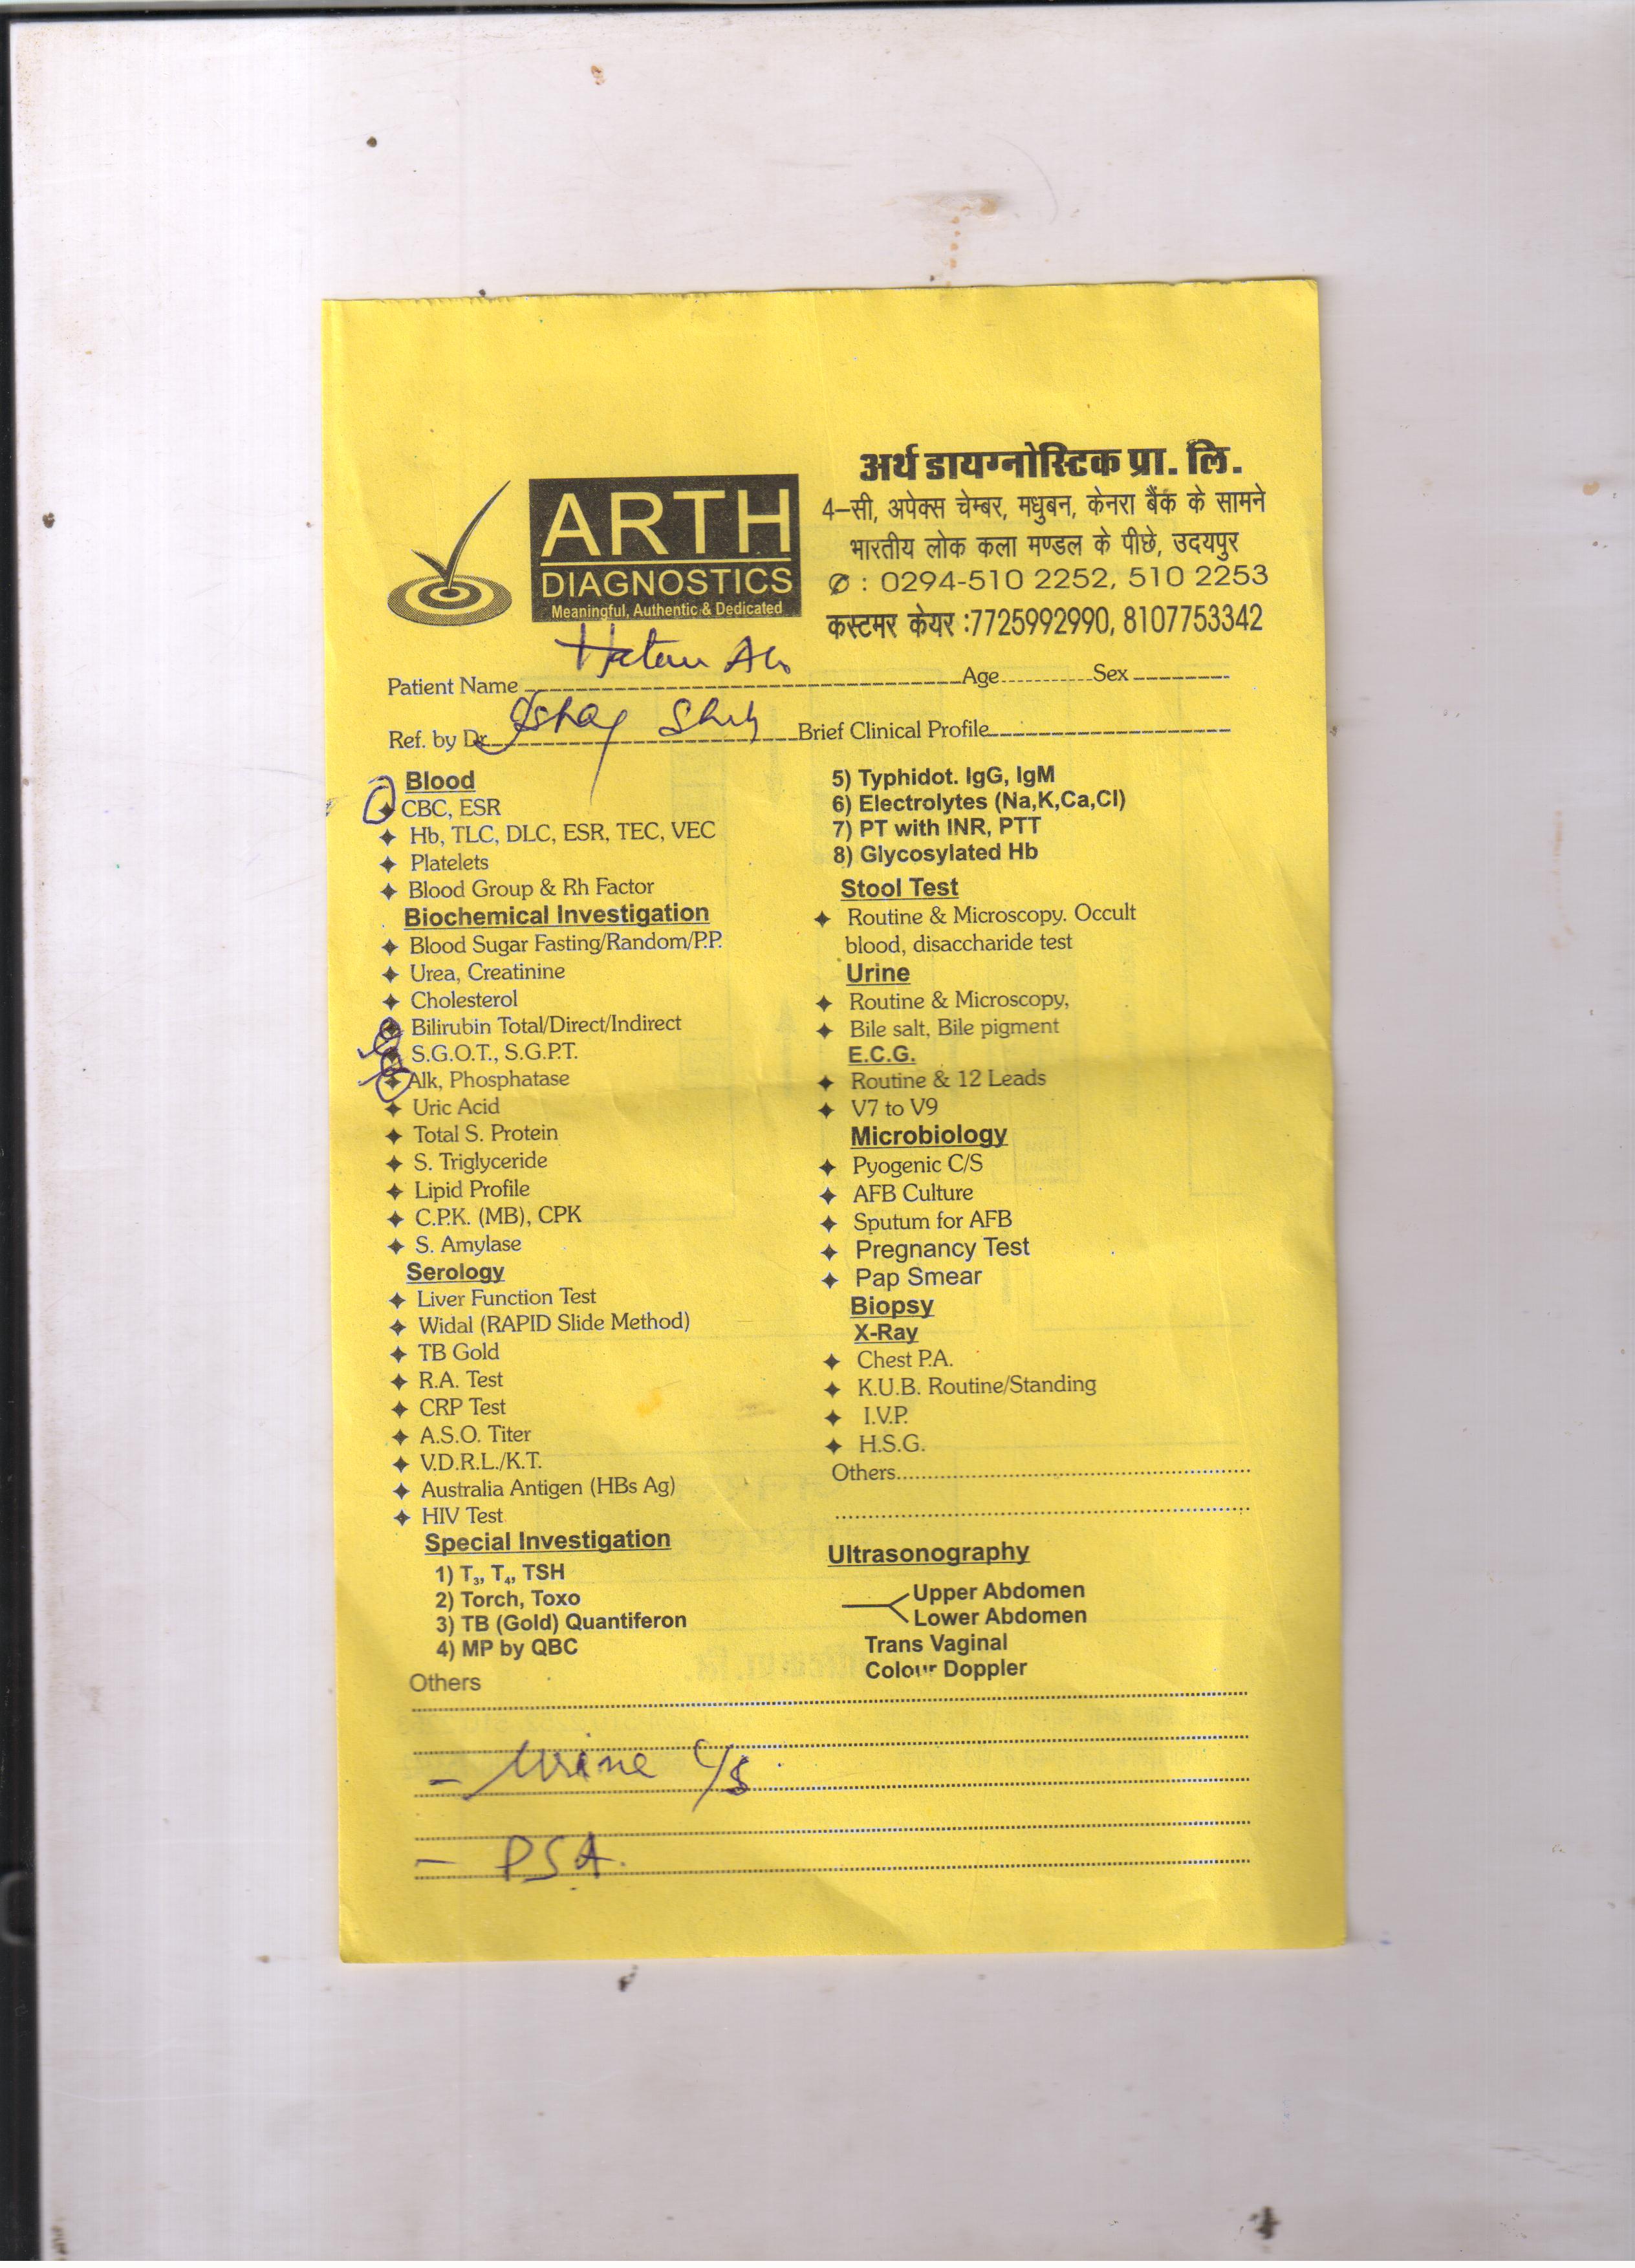 अर्थ डायग्नोस्टिक प्रा. लि.
ARTH
DIAGNOSTICS
Meaningful, Authentic & Dedicated
4–सी, अपेक्स चेम्बर, मधुबन, केनरा बैंक के सामने
भारतीय लोक कला मण्डल के पीछे, उदयपुर
✆ : 0294-510 2252, 510 2253
कस्टमर केयर :7725992990, 8107753342
Patient Name Age Sex
Ref. by Dr. Brief Clinical Profile
Blood
CBC, ESR
Hb, TLC, DLC, ESR, TEC, VEC
Platelets
Blood Group & Rh Factor
Biochemical Investigation
Blood Sugar Fasting/Random/P.P.
Urea, Creatinine
Cholesterol
Bilirubin Total/Direct/Indirect
S.G.O.T., S.G.P.T.
Alk, Phosphatase
Uric Acid
Total S. Protein
S. Triglyceride
Lipid Profile
C.P.K. (MB), CPK
S. Amylase
Serology
Liver Function Test
Widal (RAPID Slide Method)
TB Gold
R.A. Test
CRP Test
A.S.O. Titer
V.D.R.L./K.T.
Australia Antigen (HBs Ag)
HIV Test
Special Investigation
1) T₃, T₄, TSH
2) Torch, Toxo
3) TB (Gold) Quantiferon
4) MP by QBC
5) Typhidot. IgG, IgM
6) Electrolytes (Na,K,Ca,Cl)
7) PT with INR, PTT
8) Glycosylated Hb
Stool Test
Routine & Microscopy. Occult
blood, disaccharide test
Urine
Routine & Microscopy,
Bile salt, Bile pigment
E.C.G.
Routine & 12 Leads
V7 to V9
Microbiology
Pyogenic C/S
AFB Culture
Sputum for AFB
Pregnancy Test
Pap Smear
Biopsy
X-Ray
Chest P.A.
K.U.B. Routine/Standing
I.V.P.
H.S.G.
Others
Ultrasonography
Upper Abdomen
Lower Abdomen
Trans Vaginal
Colour Doppler
Others
- Urine C/S
- PSA.